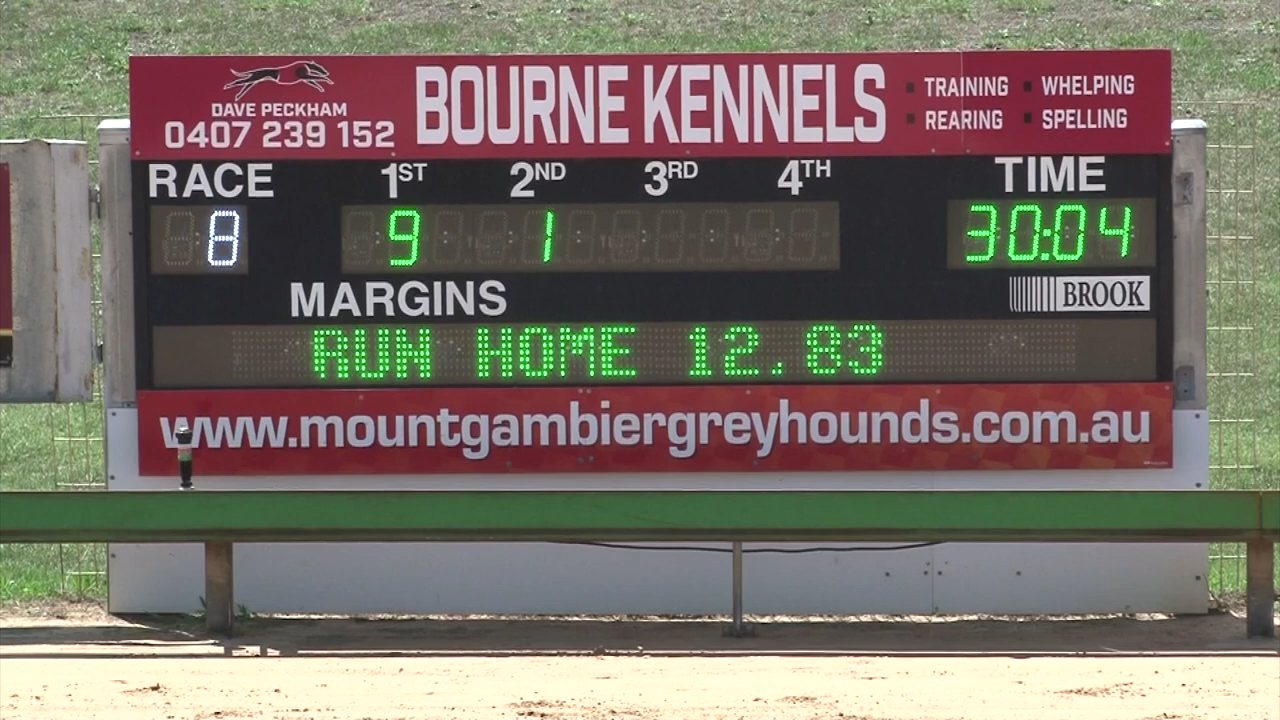 DAVE PECKHAM
0407 239 152
BOURNE KENNELS
TRAINING WHELPING
REARING SPELLING
RACE 1ST 2ND 3RD 4TH TIME
8 9 1 30:04
MARGINS BROOK
RUN HOME 12.83
www.mountgambiergreyhounds.com.au